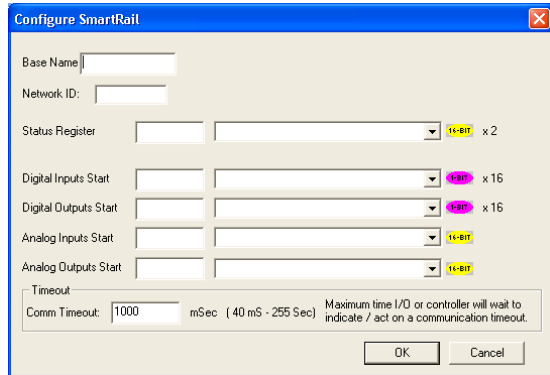 Configure SmartRail
Base Name
Network ID:
Status Register 16-BIT x 2
Digital Inputs Start 1-BIT x 16
Digital Outputs Start 1-BIT x 16
Analog Inputs Start 16-BIT
Analog Outputs Start 16-BIT
Timeout
Comm Timeout: 1000 mSec ( 40 mS - 255 Sec) Maximum time I/O or controller will wait to
indicate / act on a communication timeout.
OK Cancel